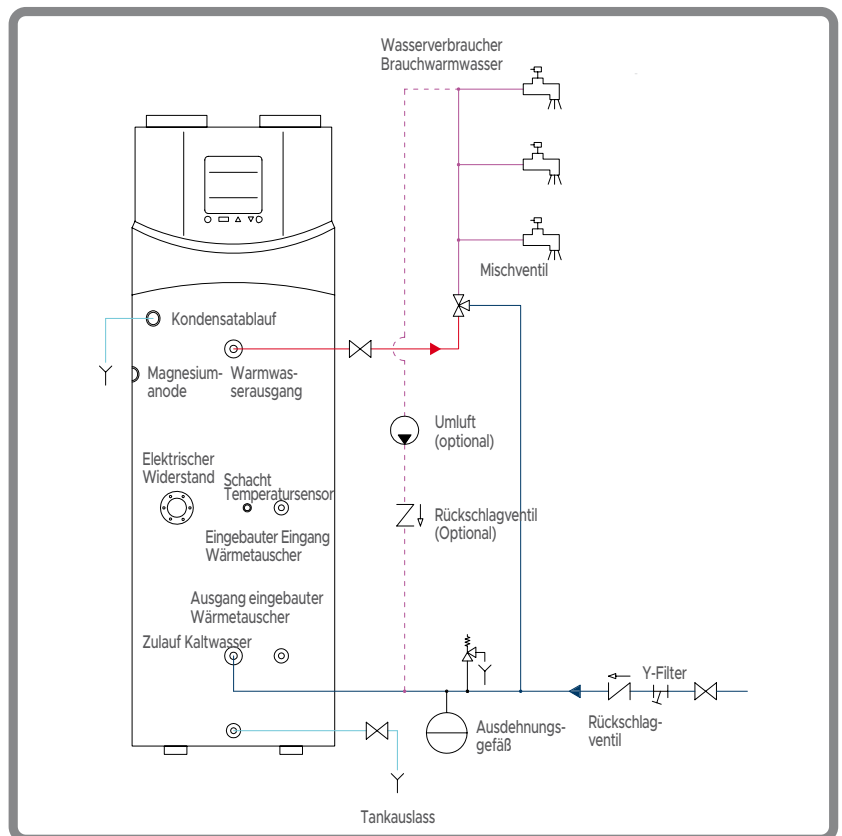 Wasserverbraucher
Brauchwarmwasser
Mischventil
Kondensatablauf
Magnesium-
anode
Warmwas-
serausgang
Umluft
(optional)
Elektrischer
Widerstand
Schacht
Temperatursensor
Rückschlagventil
(Optional)
Eingebauter Eingang
Wärmetauscher
Ausgang eingebauter
Wärmetauscher
Zulauf Kaltwasser
Y-Filter
Ausdehnungs-
gefäß
Rückschlag-
ventil
Tankauslass